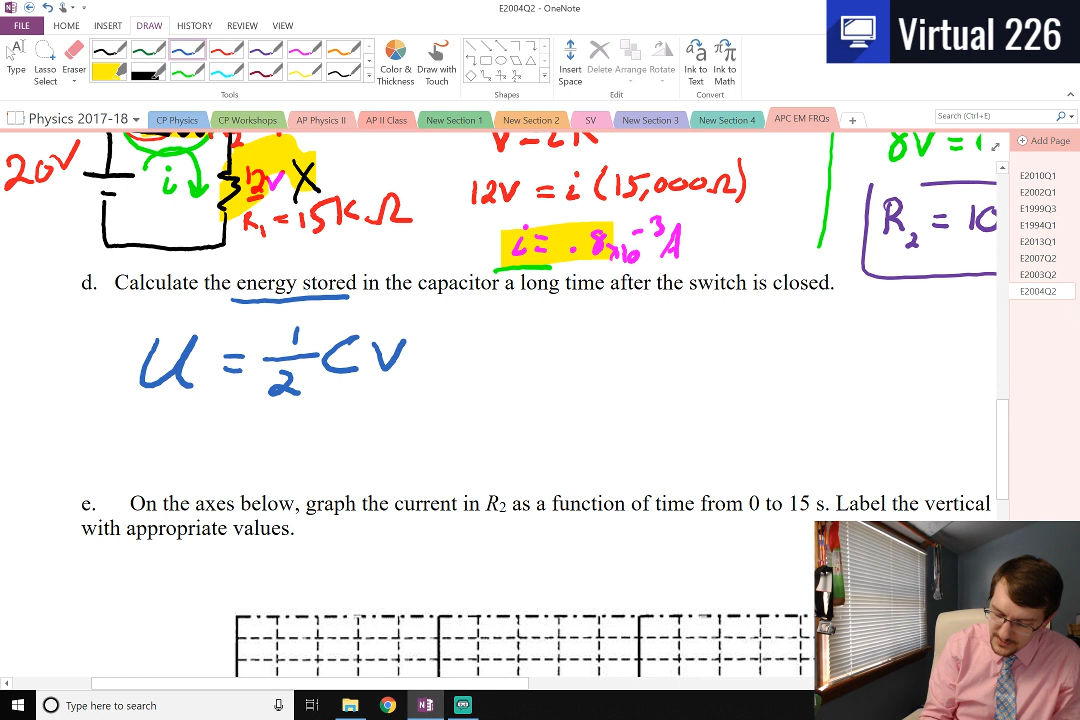 E2004Q2 - OneNote
Virtual 226
FILE HOME INSERT DRAW HISTORY REVIEW VIEW
Type Lasso Select Eraser Color & Thickness Draw with Touch Insert Space Delete Arrange Rotate Ink to Text Ink to Math
Tools Shapes Edit Convert
Physics 2017-18 CP Physics CP Workshops AP Physics II AP II Class New Section 1 New Section 2 SV New Section 3 New Section 4 APC EM FRQs + Search (Ctrl+E)
Add Page
E2010Q1
E2002Q1
E1999Q3
E1994Q1
E2013Q1
E2007Q2
E2003Q2
E2004Q2
20V
i
12V X
R₁ = 15KΩ
V = iR
12V = i (15,000Ω)
i = .8x10⁻³A
8V = i
R₂ = 10
d. Calculate the energy stored in the capacitor a long time after the switch is closed.
U = 1/2 CV
e. On the axes below, graph the current in R2 as a function of time from 0 to 15 s. Label the vertical
with appropriate values.
Type here to search